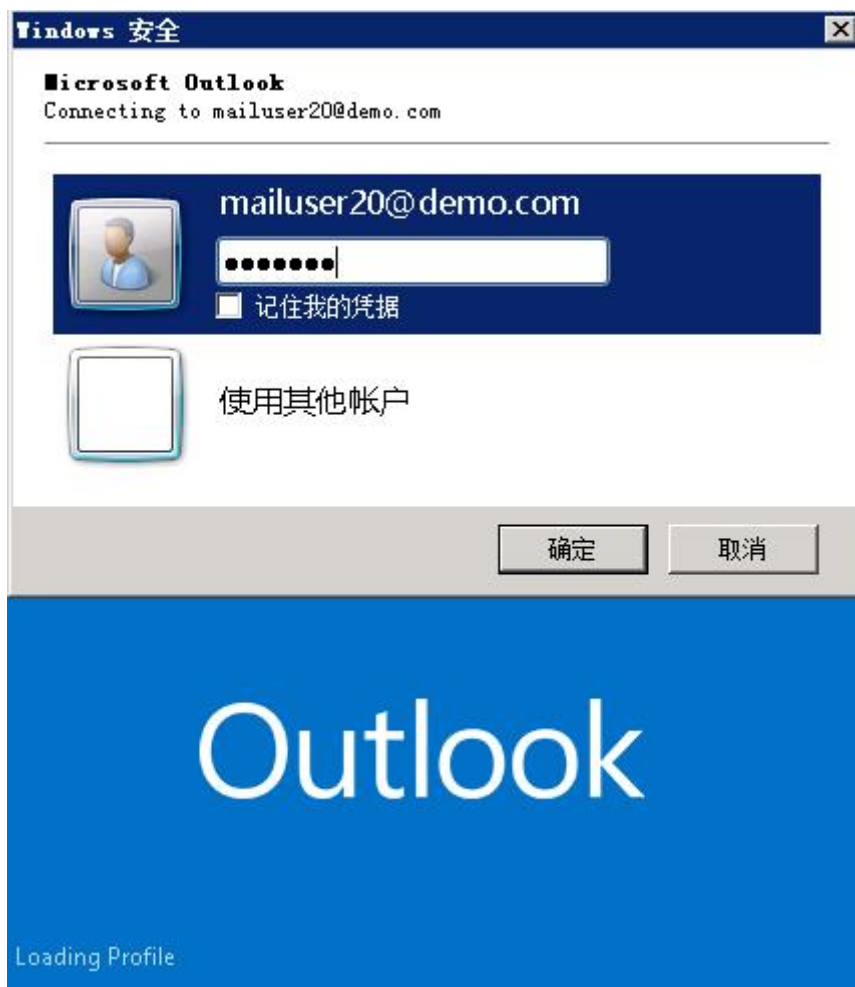 Windows 安全
Microsoft Outlook
Connecting to mailuser20@demo.com
mailuser20@demo.com
●●●●●●●
记住我的凭据
使用其他帐户
确定
取消
Outlook
Loading Profile